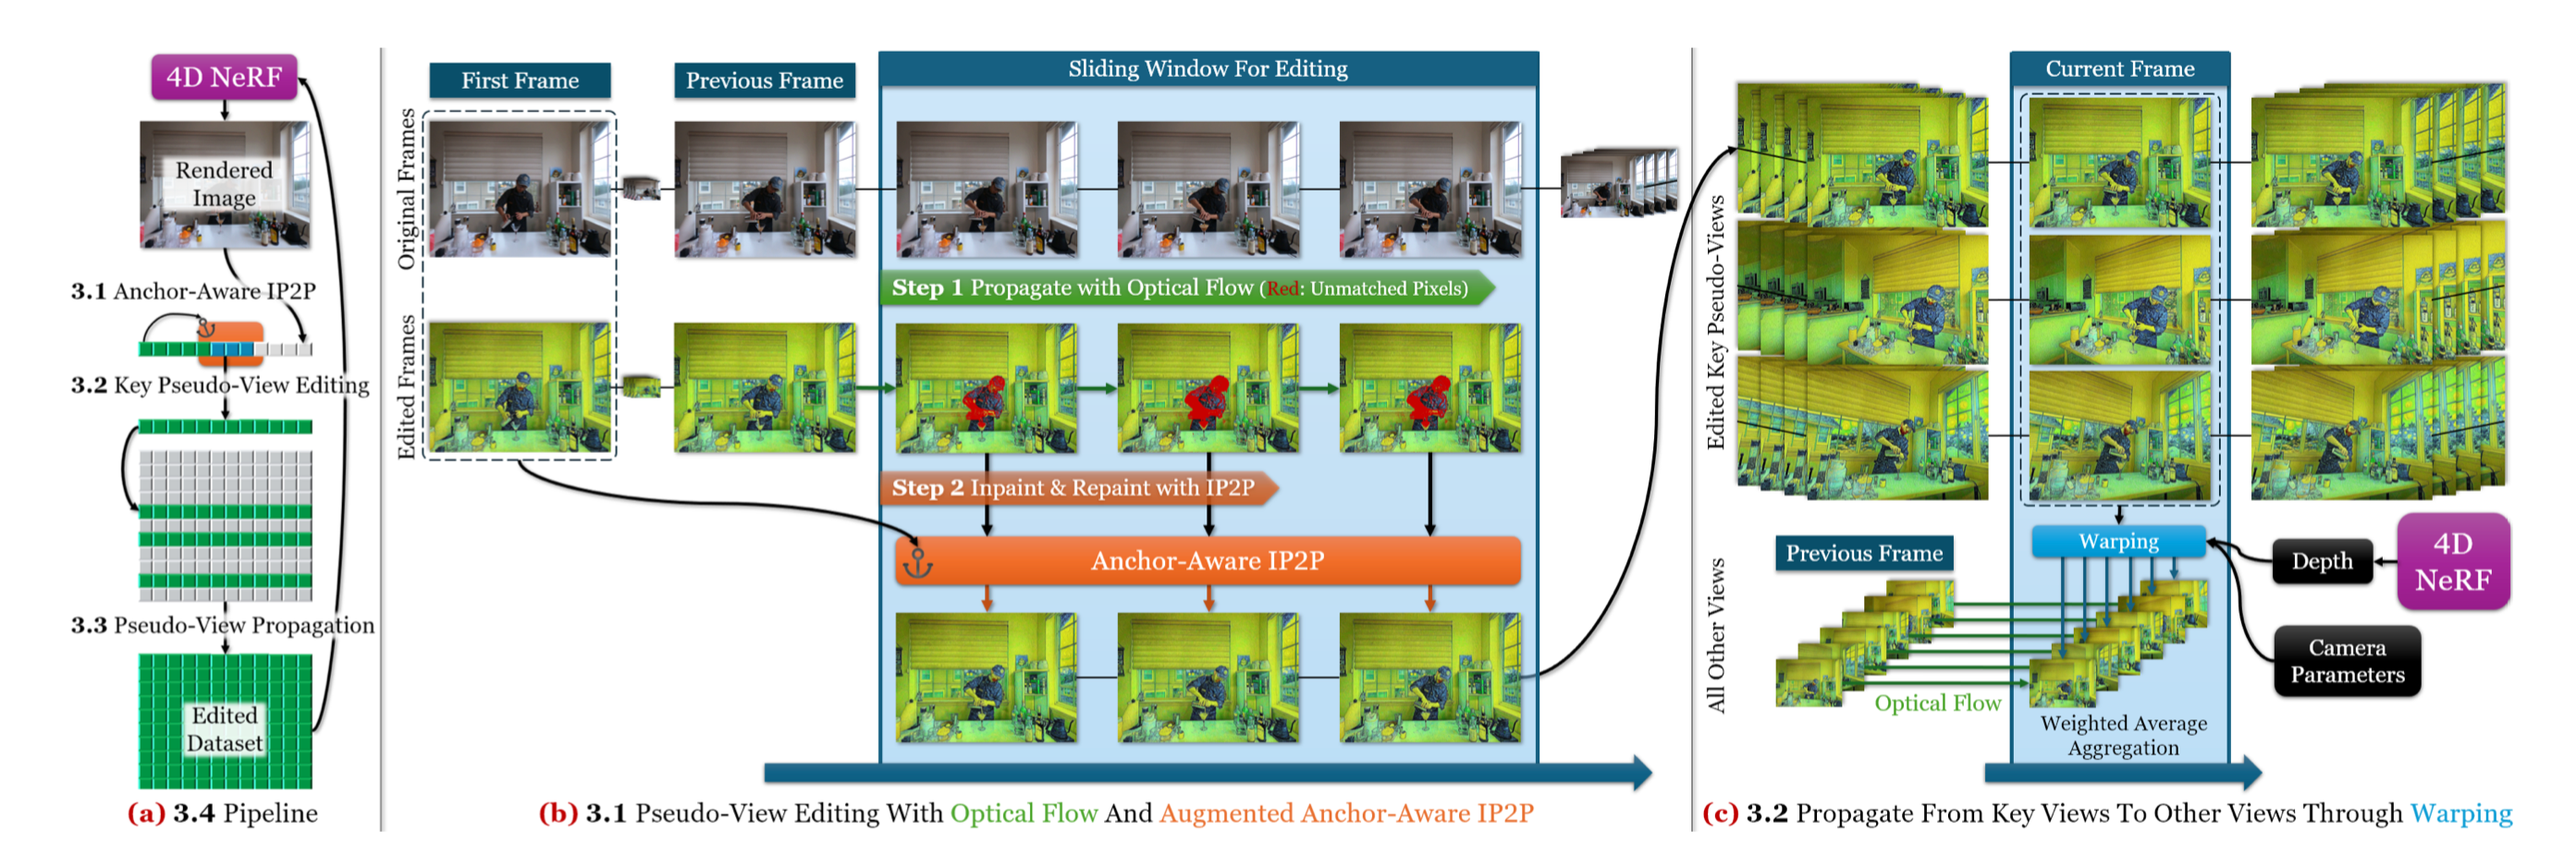 4D NeRF
Rendered
Image
3.1 Anchor-Aware IP2P
3.2 Key Pseudo-View Editing
3.3 Pseudo-View Propagation
Edited
Dataset
(a) 3.4 Pipeline
First Frame
Previous Frame
Sliding Window For Editing
Original Frames
Step 1 Propagate with Optical Flow (Red: Unmatched Pixels)
Edited Frames
Step 2 Inpaint & Repaint with IP2P
Anchor-Aware IP2P
(b) 3.1 Pseudo-View Editing With Optical Flow And Augmented Anchor-Aware IP2P
Current Frame
Edited Key Pseudo-Views
Warping
Previous Frame
Depth
4D
NeRF
All Other Views
Camera
Parameters
Optical Flow
Weighted Average
Aggregation
(c) 3.2 Propagate From Key Views To Other Views Through Warping